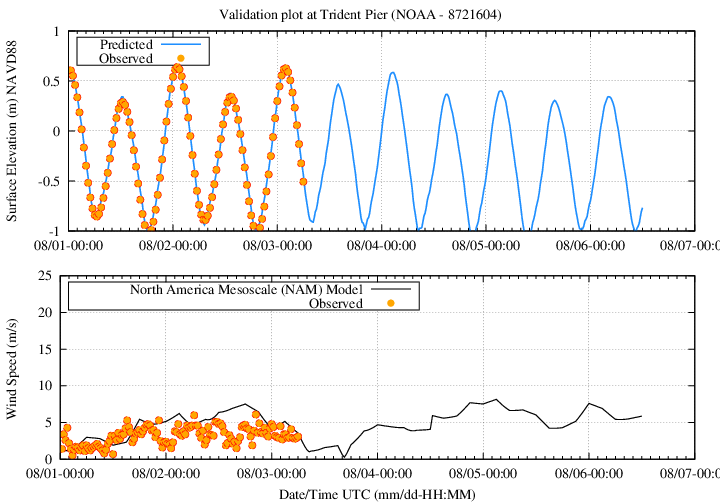 Validation plot at Trident Pier (NOAA - 8721604)
Surface Elevation (m) NAVD88
1
0.5
0
-0.5
-1
Predicted
Observed
08/01-00:00 08/02-00:00 08/03-00:00 08/04-00:00 08/05-00:00 08/06-00:00 08/07-00:00
Wind Speed (m/s)
25
20
15
10
5
0
North America Mesoscale (NAM) Model
Observed
08/01-00:00 08/02-00:00 08/03-00:00 08/04-00:00 08/05-00:00 08/06-00:00 08/07-00:00
Date/Time UTC (mm/dd-HH:MM)